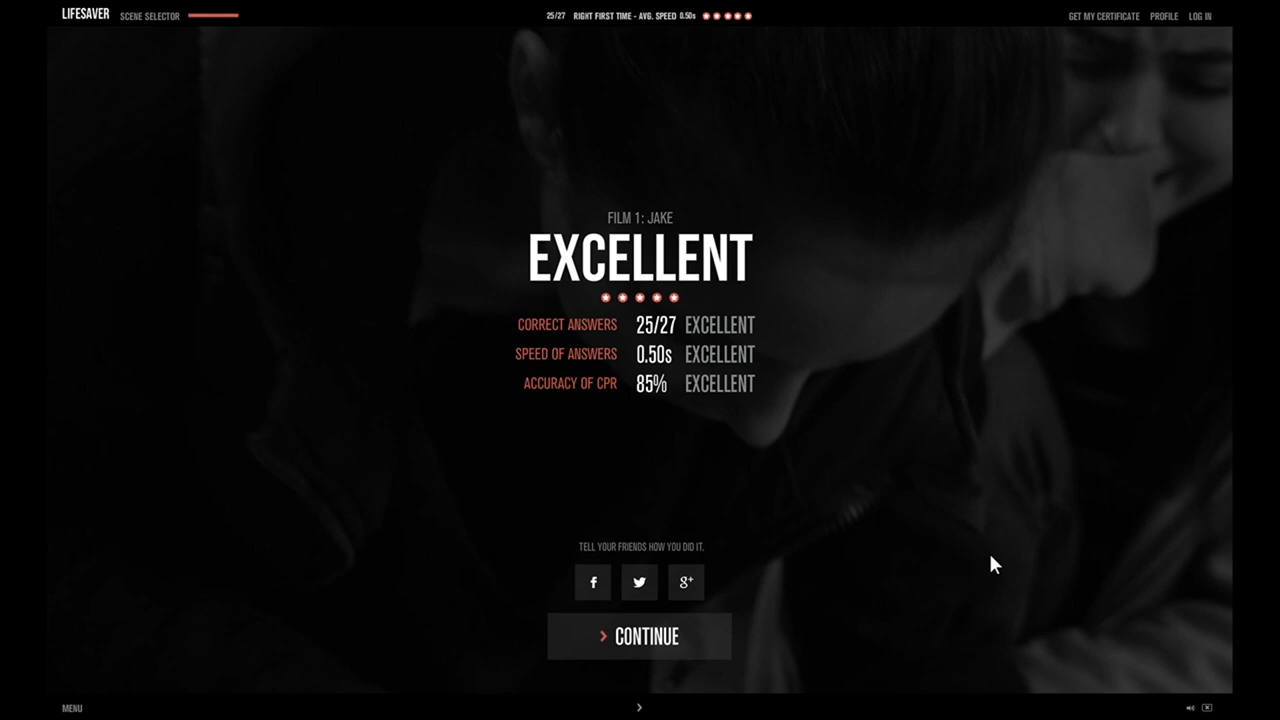 LIFESAVER SCENE SELECTOR 25/27 RIGHT FIRST TIME - AVG. SPEED 0.50s GET MY CERTIFICATE PROFILE LOG IN
FILM 1: JAKE
EXCELLENT
CORRECT ANSWERS 25/27 EXCELLENT
SPEED OF ANSWERS 0.50s EXCELLENT
ACCURACY OF CPR 85% EXCELLENT
TELL YOUR FRIENDS HOW YOU DID IT.
f g+
CONTINUE
MENU